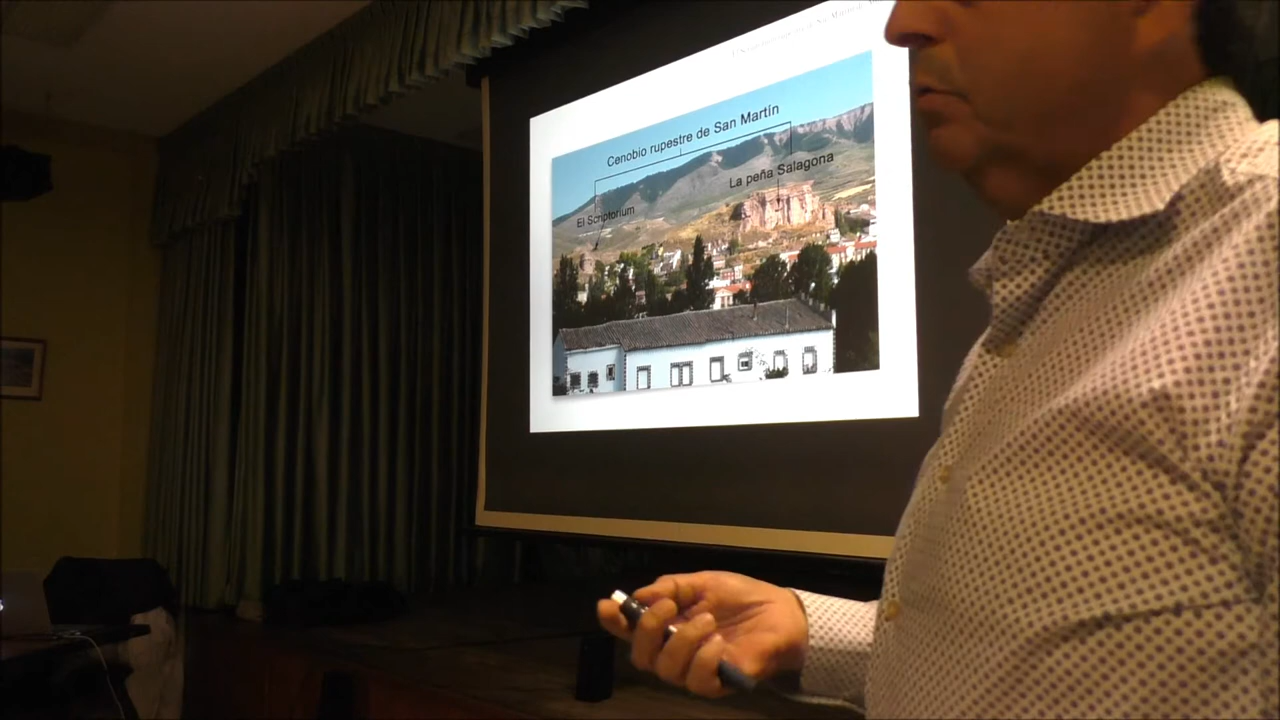 Cenobio rupestre de San Martín
La peña Salagona
El Scriptorium